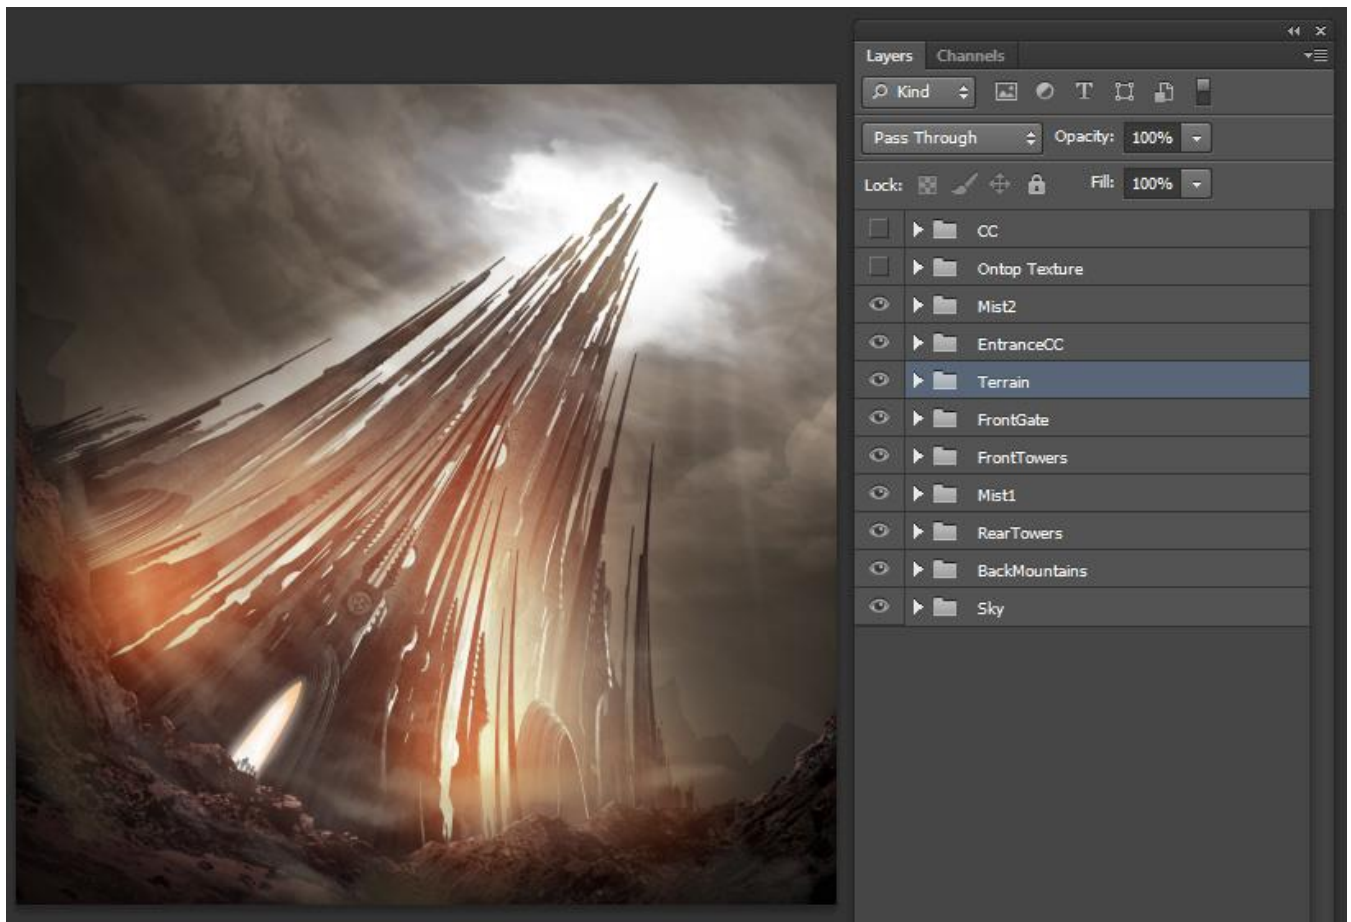 Layers Channels
Kind T
Pass Through Opacity: 100%
Lock: Fill: 100%
CC
Ontop Texture
Mist2
EntranceCC
Terrain
FrontGate
FrontTowers
Mist1
RearTowers
BackMountains
Sky